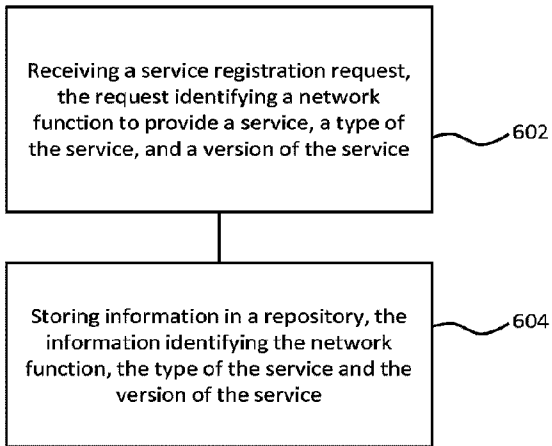 Receiving a service registration request,
the request identifying a network
function to provide a service, a type of
the service, and a version of the service
602
Storing information in a repository, the
information identifying the network
function, the type of the service and the
version of the service
604